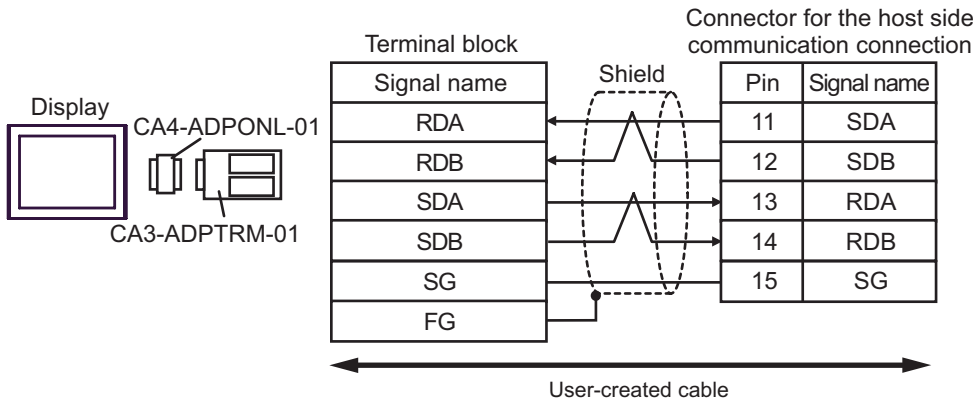 Connector for the host side
communication connection
Terminal block
Signal name
Shield
Pin Signal name
Display
CA4-ADPONL-01
CA3-ADPTRM-01
RDA 11 SDA
RDB 12 SDB
SDA 13 RDA
SDB 14 RDB
SG 15 SG
FG
User-created cable